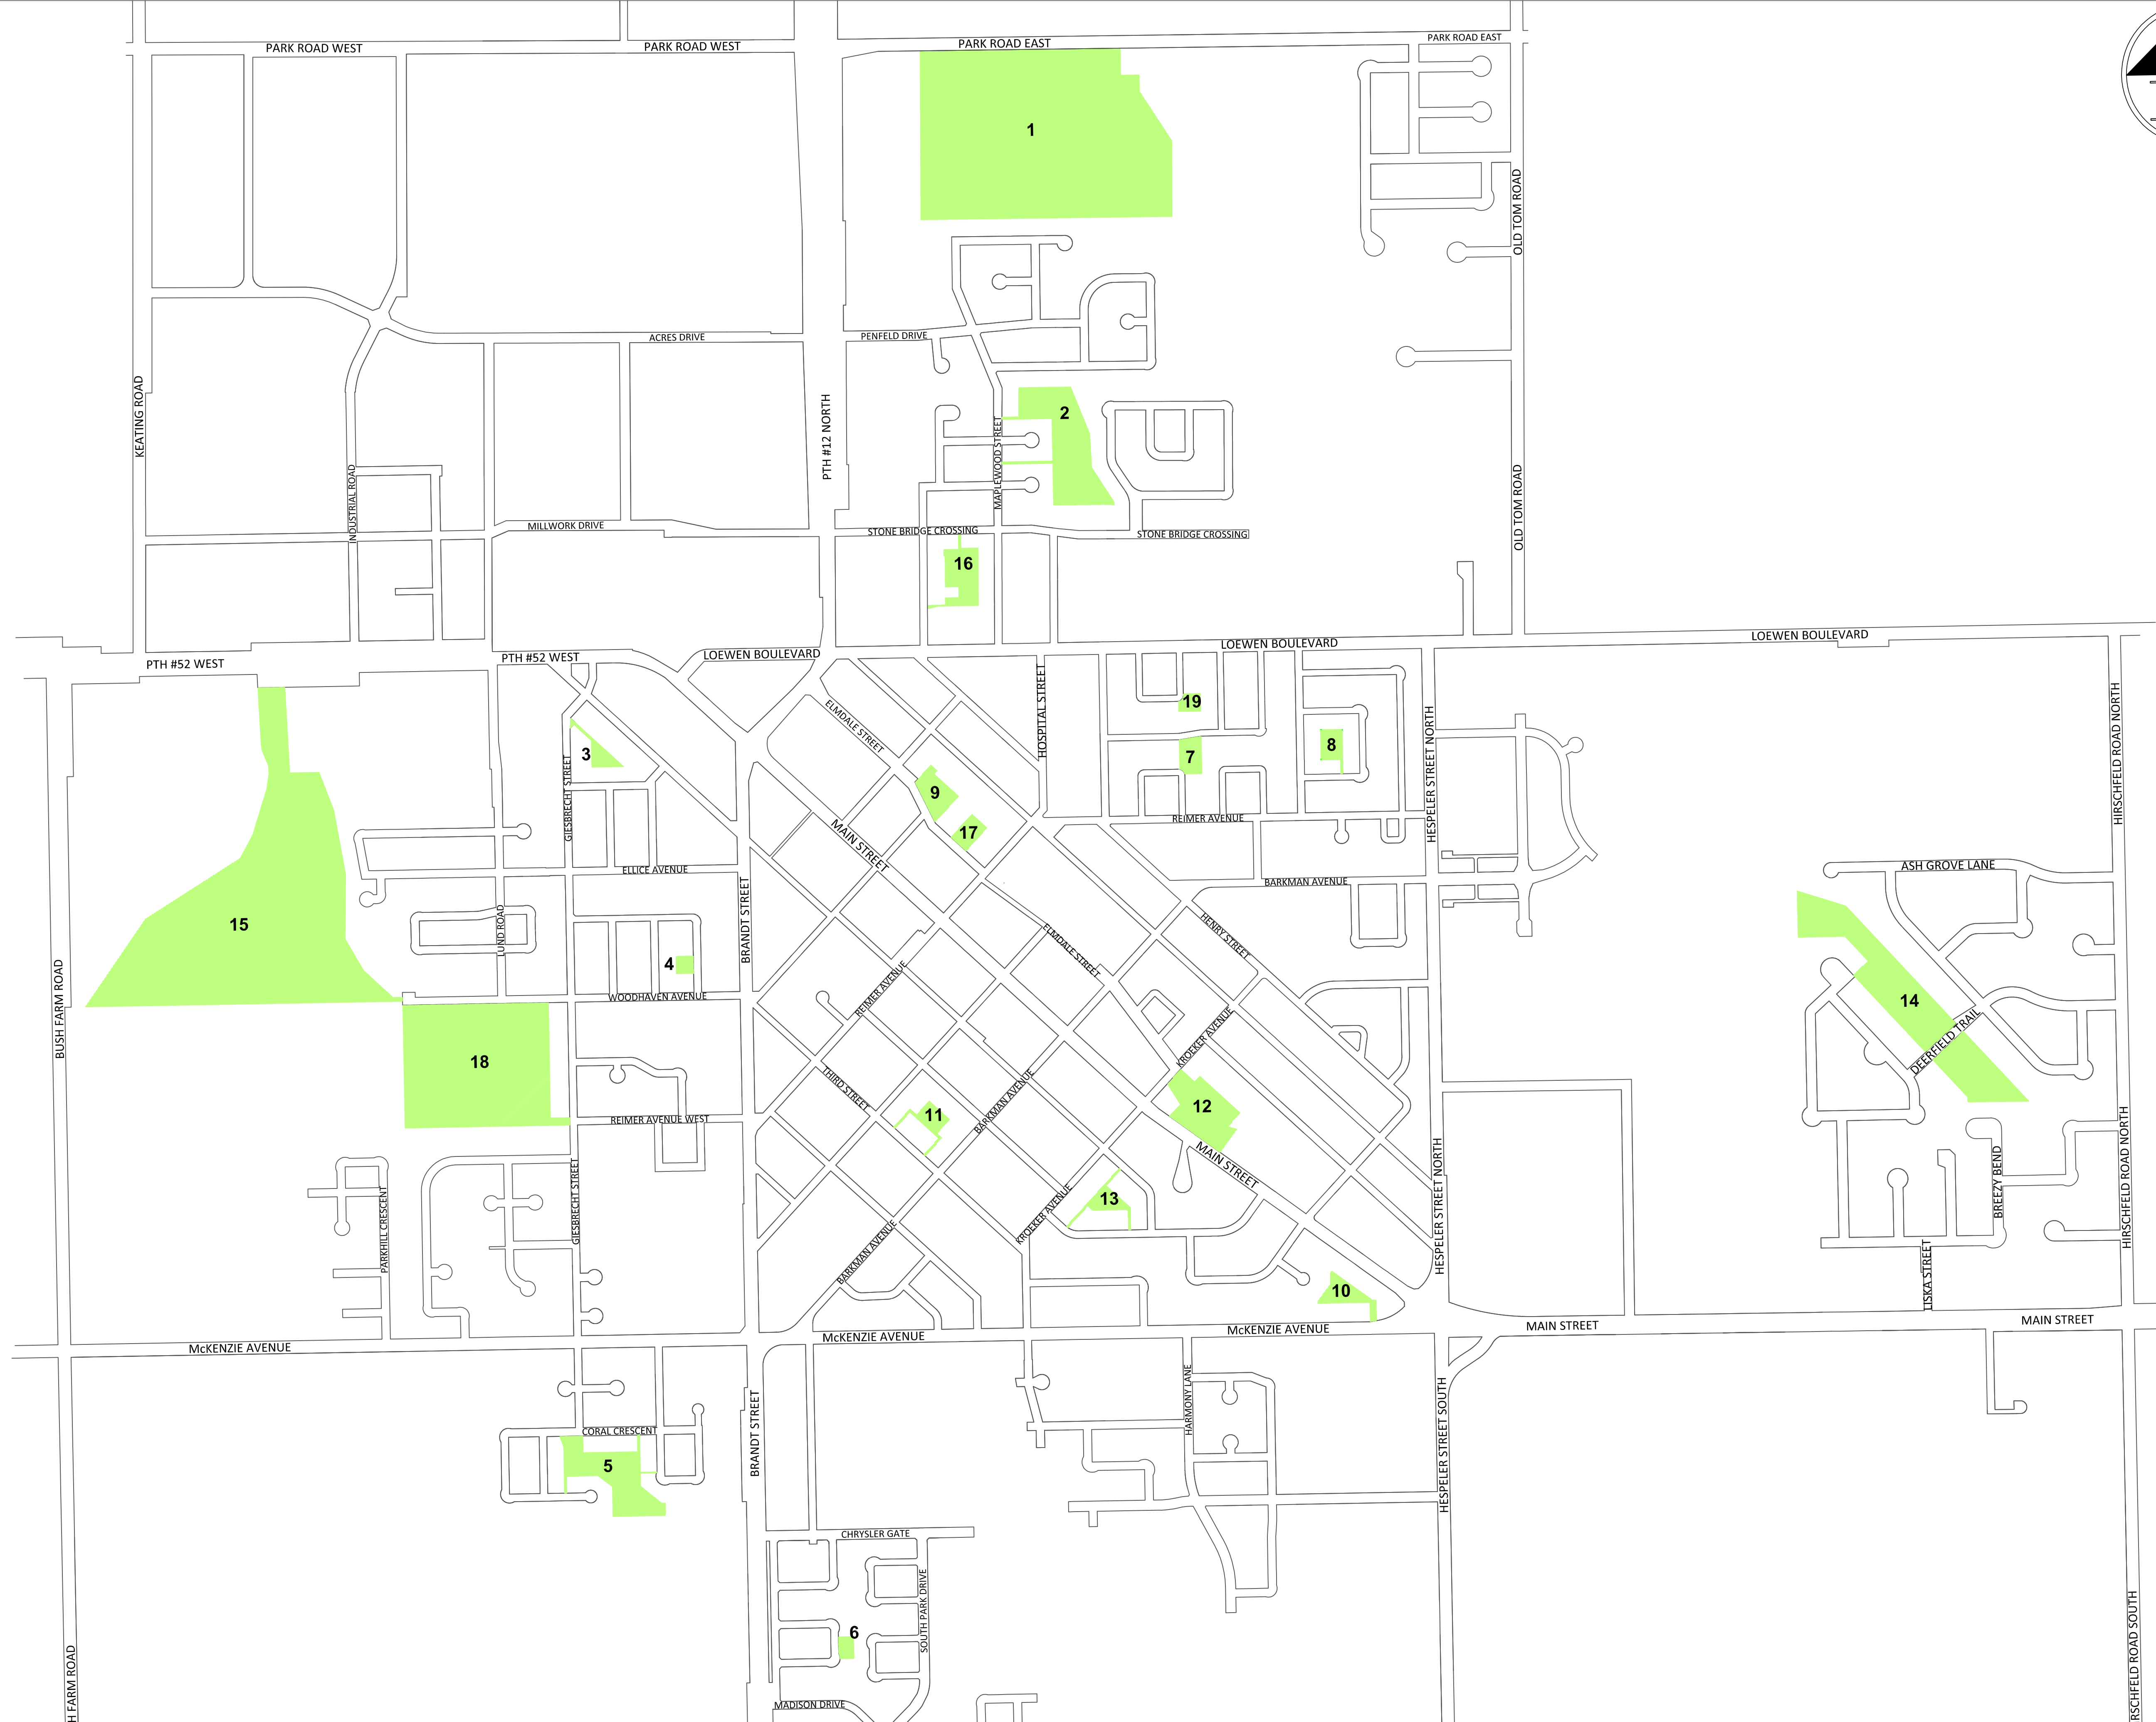 PARK ROAD WEST
PARK ROAD WEST
PARK ROAD EAST
PARK ROAD EAST
1
OLD TOM ROAD
ACRES DRIVE
PENFELD DRIVE
KEATING ROAD
PTH #12 NORTH
2
MAPLEWOOD STREET
INDUSTRIAL ROAD
OLD TOM ROAD
MILLWORK DRIVE
STONE BRIDGE CROSSING
STONE BRIDGE CROSSING
16
LOEWEN BOULEVARD
LOEWEN BOULEVARD
LOEWEN BOULEVARD
PTH #52 WEST
PTH #52 WEST
HOSPITAL STREET
19
ELMDALE STREET
HIRSCHFELD ROAD NORTH
3
7
8
HESPELER STREET NORTH
GIESBRECHT STREET
9
17
REIMER AVENUE
MAIN STREET
ELLICE AVENUE
ASH GROVE LANE
BARKMAN AVENUE
BRANDT STREET
15
LUND ROAD
HENRY STREET
ELMDALE STREET
4
REIMER AVENUE
WOODHAVEN AVENUE
14
BUSH FARM ROAD
KROEKER AVENUE
DEERFIELD TRAIL
18
THIRD STREET
BARKMAN AVENUE
12
11
REIMER AVENUE WEST
MAIN STREET
HESPELER STREET NORTH
HIRSCHFELD ROAD NORTH
BREEZY BEND
GIESBRECHT STREET
PARKHILL CRESCENT
13
KROEKER AVENUE
BARKMAN AVENUE
LISKA STREET
10
McKENZIE AVENUE
McKENZIE AVENUE
McKENZIE AVENUE
MAIN STREET
MAIN STREET
HARMONY LANE
BRANDT STREET
CORAL CRESCENT
5
HESPELER STREET SOUTH
CHRYSLER GATE
SOUTH PARK DRIVE
6
H FARM ROAD
RSCHFELD ROAD SOUTH
MADISON DRIVE